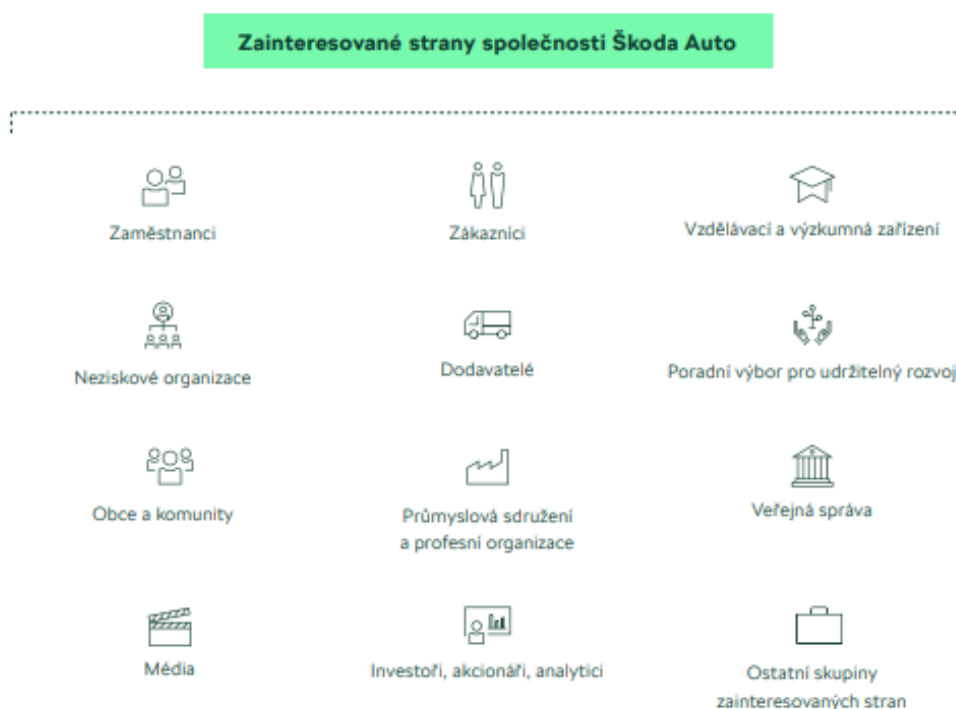 Zainteresované strany společnosti Škoda Auto
Zaměstnanci
Zákazníci
Vzdělávací a výzkumná zařízení
Neziskové organizace
Dodavatelé
Poradní výbor pro udržitelný rozvoj
Obce a komunity
Průmyslová sdružení
a profesní organizace
Veřejná správa
Média
Investoři, akcionáři, analytici
Ostatní skupiny
zainteresovaných stran